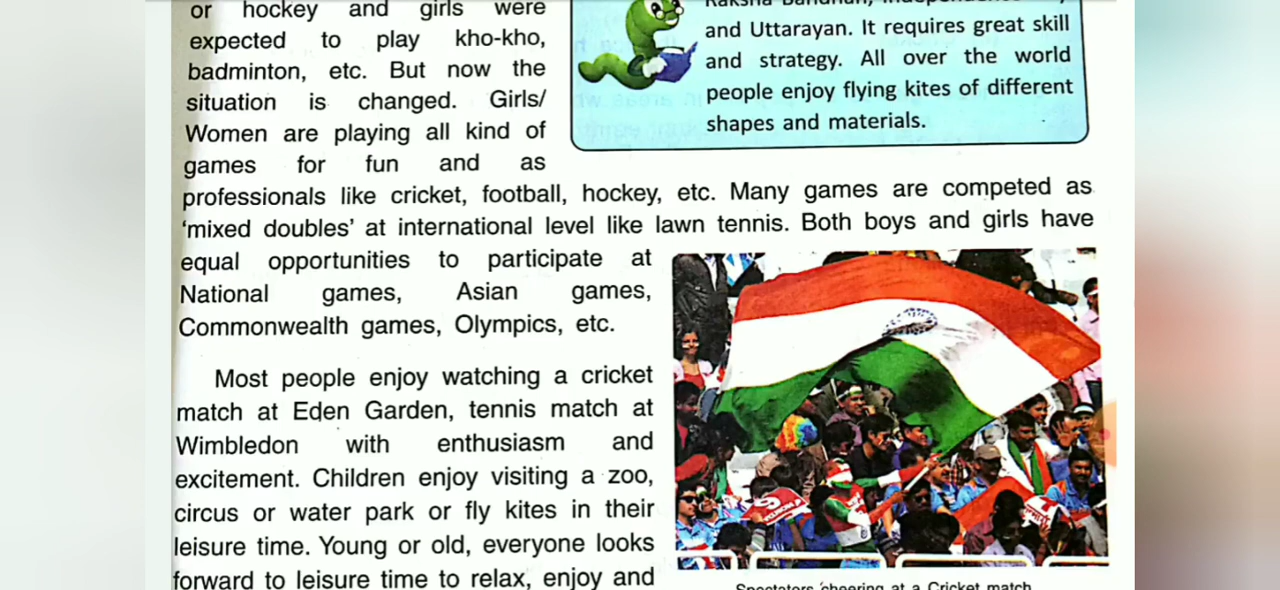 or hockey and girls were
expected to play kho-kho,
badminton, etc. But now the
situation is changed. Girls/
Women are playing all kind of
games for fun and as
professionals like cricket, football, hockey, etc. Many games are competed as
'mixed doubles' at international level like lawn tennis. Both boys and girls have
equal opportunities to participate at
National games, Asian games,
Commonwealth games, Olympics, etc.
Most people enjoy watching a cricket
match at Eden Garden, tennis match at
Wimbledon with enthusiasm and
excitement. Children enjoy visiting a zoo,
circus or water park or fly kites in their
leisure time. Young or old, everyone looks
forward to leisure time to relax, enjoy and
and Uttarayan. It requires great skill
and strategy. All over the world
people enjoy flying kites of different
shapes and materials.
Spectators cheering at a Cricket match